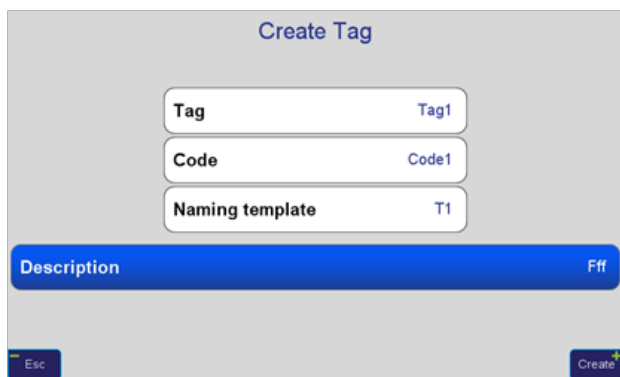 Create Tag
Tag Tag1
Code Code1
Naming template T1
Description Fff
- Esc
Create +